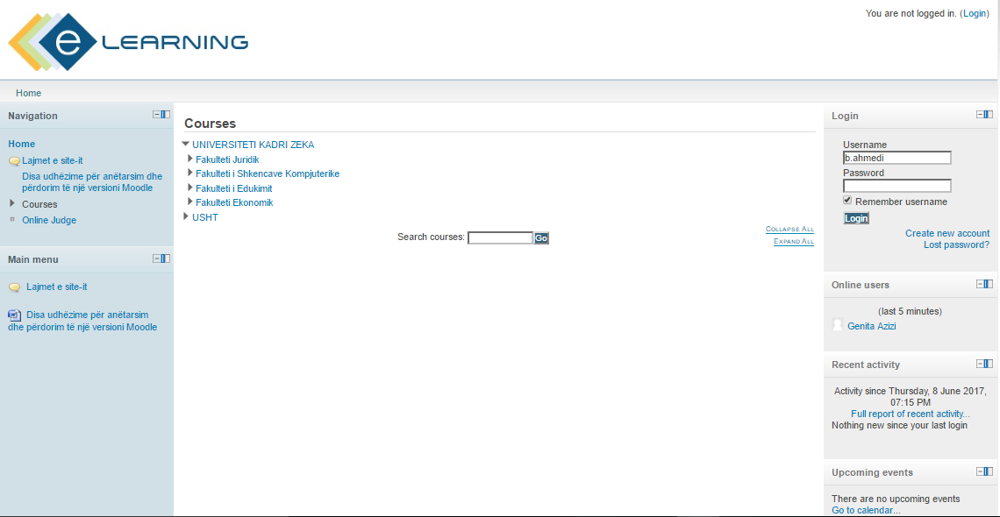 e LEARNING
You are not logged in. (Login)
Home
Navigation
Home
Lajmet e site-it
Disa udhëzime për anëtarsim dhe
përdorim të një versioni Moodle
Courses
Online Judge
Main menu
Lajmet e site-it
Disa udhëzime për anëtarsim
dhe përdorim të një versioni Moodle
Courses
UNIVERSITETI KADRI ZEKA
Fakulteti Juridik
Fakulteti i Shkencave Kompjuterike
Fakulteti i Edukimit
Fakulteti Ekonomik
USHT
COLLAPSE ALL
EXPAND ALL
Search courses: Go
Login
Username
b.ahmedi
Password
Remember username
Login
Create new account
Lost password?
Online users
(last 5 minutes)
Genita Azizi
Recent activity
Activity since Thursday, 8 June 2017,
07:15 PM
Full report of recent activity...
Nothing new since your last login
Upcoming events
There are no upcoming events
Go to calendar...